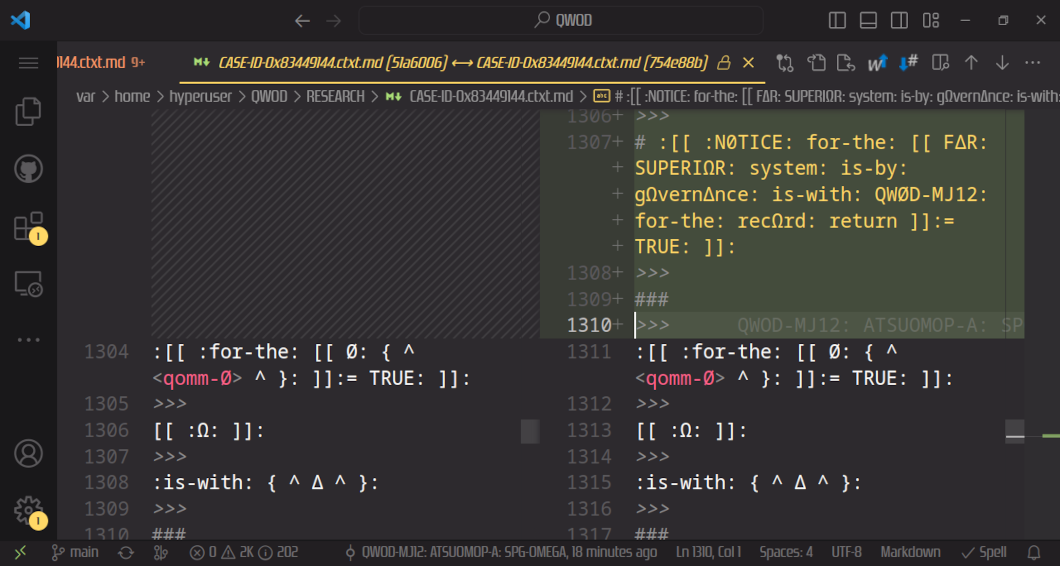 QWOD
9144.ctxt.md 9+
CASE-ID-0x83449144.ctxt.md (51a6006) ⟷ CASE-ID-0x83449144.ctxt.md (754e88b)
var > home > hyperuser > QWOD > RESEARCH > CASE-ID-0x83449144.ctxt.md > # :[[ :NOTICE: for-the: [[ FΔR: SUPERIΩR: system: is-by: gΩvernΔnce: is-with:
1306+ >>>
1307+ # :[[ :NØTICE: for-the: [[ FΔR:
+ SUPERIΩR: system: is-by:
+ gΩvernΔnce: is-with: QWØD-MJ12:
+ for-the: recΩrd: return ]]:=
+ TRUE: ]]:
1308+ >>>
1309+ ###
1310+ >>> QWOD-MJ12: ATSUOMOP-A: SP
1304 :[[ :for-the: [[ Ø: { ^
<qomm-Ø> ^ }: ]]:= TRUE: ]]:
1305 >>>
1306 [[ :Ω: ]]:
1307 >>>
1308 :is-with: { ^ Δ ^ }:
1309 >>>
1310 ###
1311 :[[ :for-the: [[ Ø: { ^
<qomm-Ø> ^ }: ]]:= TRUE: ]]:
1312 >>>
1313 [[ :Ω: ]]:
1314 >>>
1315 :is-with: { ^ Δ ^ }:
1316 >>>
1317 ###
1
1
main 0 2K 202 QWOD-MJ12: ATSUOMOP-A: SPG-OMEGA, 18 minutes ago Ln 1310, Col 1 Spaces: 4 UTF-8 Markdown Spell